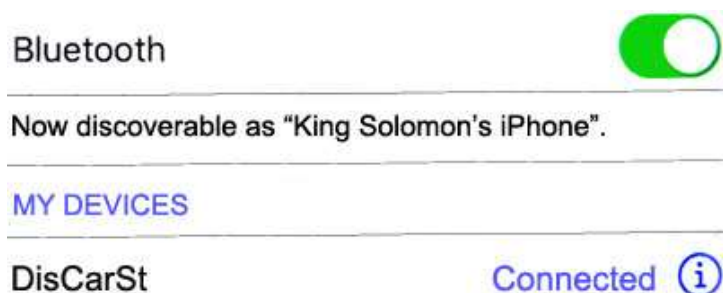 Bluetooth
Now discoverable as “King Solomon’s iPhone”.
MY DEVICES
DisCarSt Connected i